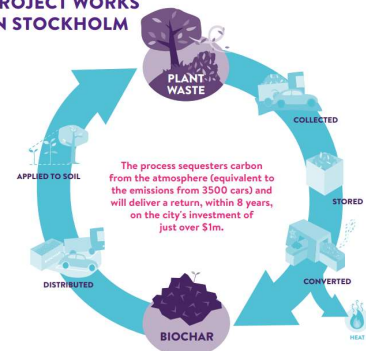 ROJECT WORKS
N STOCKHOLM
PLANT
WASTE
COLLECTED
STORED
CONVERTED
HEAT
BIOCHAR
DISTRIBUTED
APPLIED TO SOIL
The process sequesters carbon
from the atmosphere (equivalent to
the emissions from 3500 cars) and
will deliver a return, within 8 years,
on the city's investment of
just over $1m.